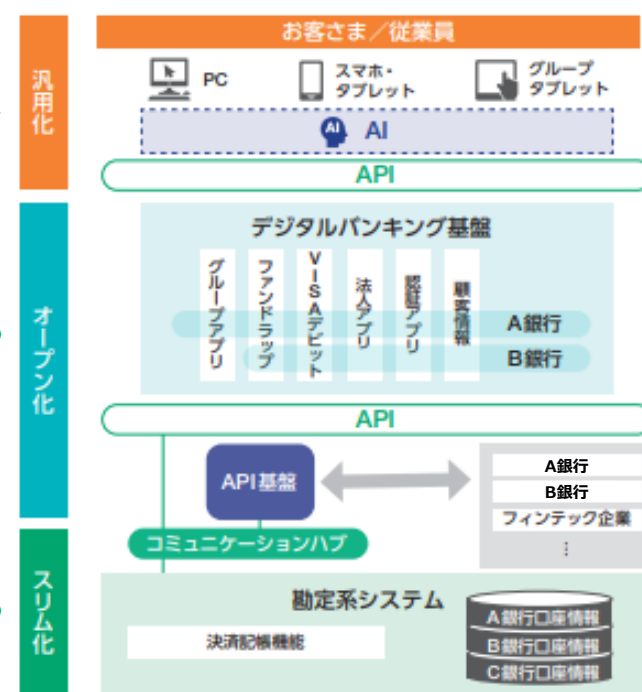 汎用化
お客さま／従業員
PC
スマホ・
タブレット
グループ
タブレット
AI
AI
API
オープン化
デジタルバンキング基盤
グループアプリ
ファンドラップ
VISAデビット
法人アプリ
認証アプリ
顧客情報
A銀行
B銀行
API
API基盤
A銀行
B銀行
フィンテック企業
⋮
コミュニケーションハブ
スリム化
勘定系システム
決済記帳機能
A銀行口座情報
B銀行口座情報
C銀行口座情報